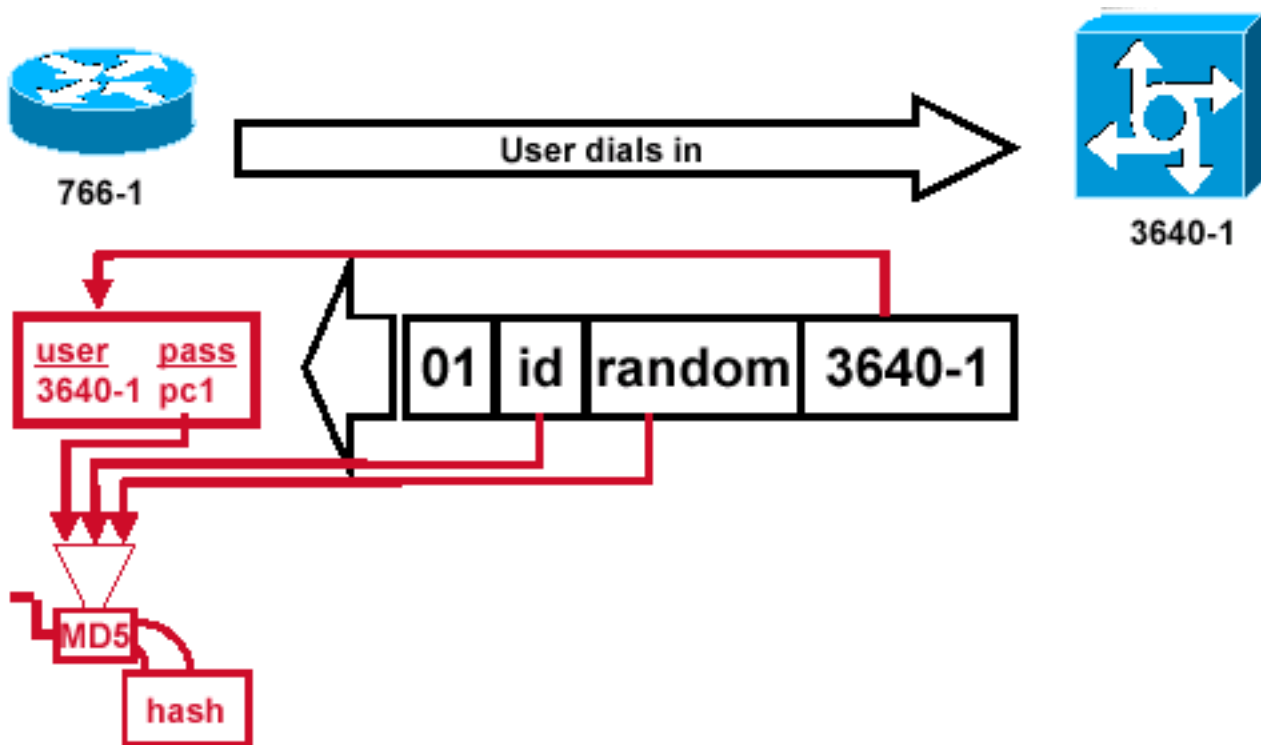 User dials in
766-1
3640-1
user pass
3640-1 pc1
01 id random 3640-1
MD5
hash